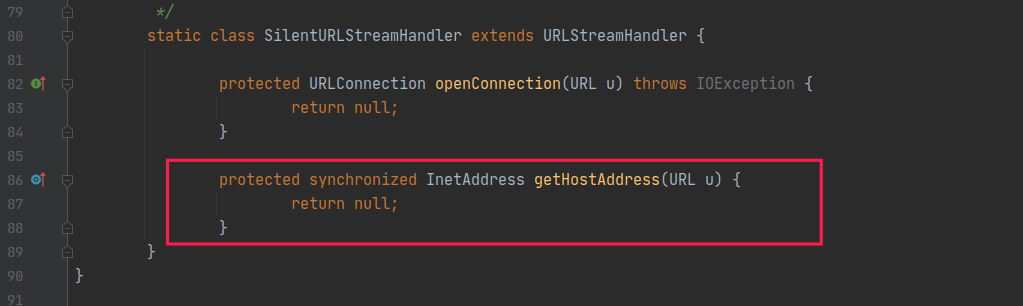 79 */
80 static class SilentURLStreamHandler extends URLStreamHandler {
81
82 protected URLConnection openConnection(URL u) throws IOException {
83 return null;
84 }
85
86 protected synchronized InetAddress getHostAddress(URL u) {
87 return null;
88 }
89 }
90 }
91